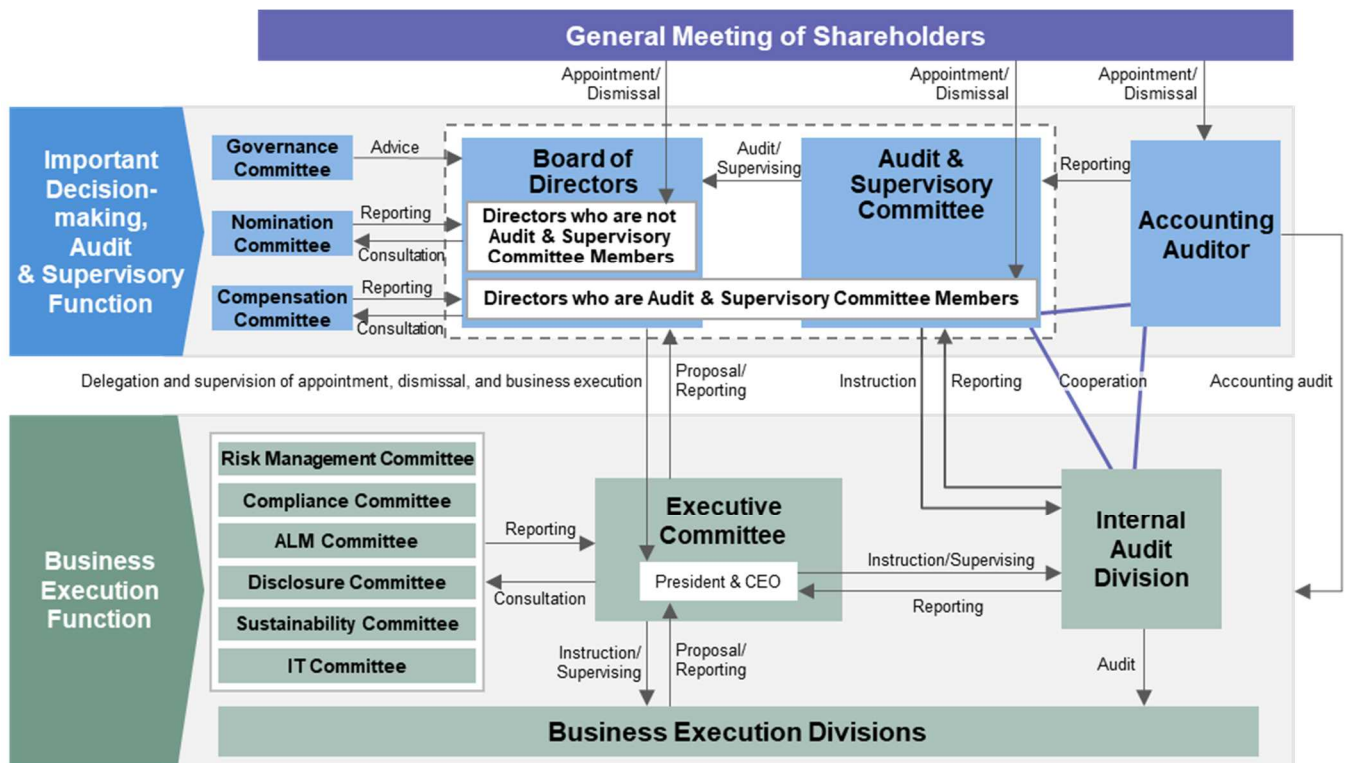 General Meeting of Shareholders
Appointment/
Dismissal
Appointment/
Dismissal
Appointment/
Dismissal
Important
Decision-
making,
Audit
& Supervisory
Function
Governance
Committee
Advice
Nomination
Committee
Reporting
Consultation
Compensation
Committee
Reporting
Consultation
Board of
Directors
Directors who are not
Audit & Supervisory
Committee Members
Audit/
Supervising
Audit &
Supervisory
Committee
Directors who are Audit & Supervisory Committee Members
Reporting
Accounting
Auditor
Delegation and supervision of appointment, dismissal, and business execution
Proposal/
Reporting
Instruction
Reporting
Cooperation
Accounting audit
Business
Execution
Function
Risk Management Committee
Compliance Committee
ALM Committee
Disclosure Committee
Sustainability Committee
IT Committee
Reporting
Consultation
Executive
Committee
President & CEO
Instruction/Supervising
Reporting
Internal
Audit
Division
Instruction/
Supervising
Proposal/
Reporting
Audit
Business Execution Divisions